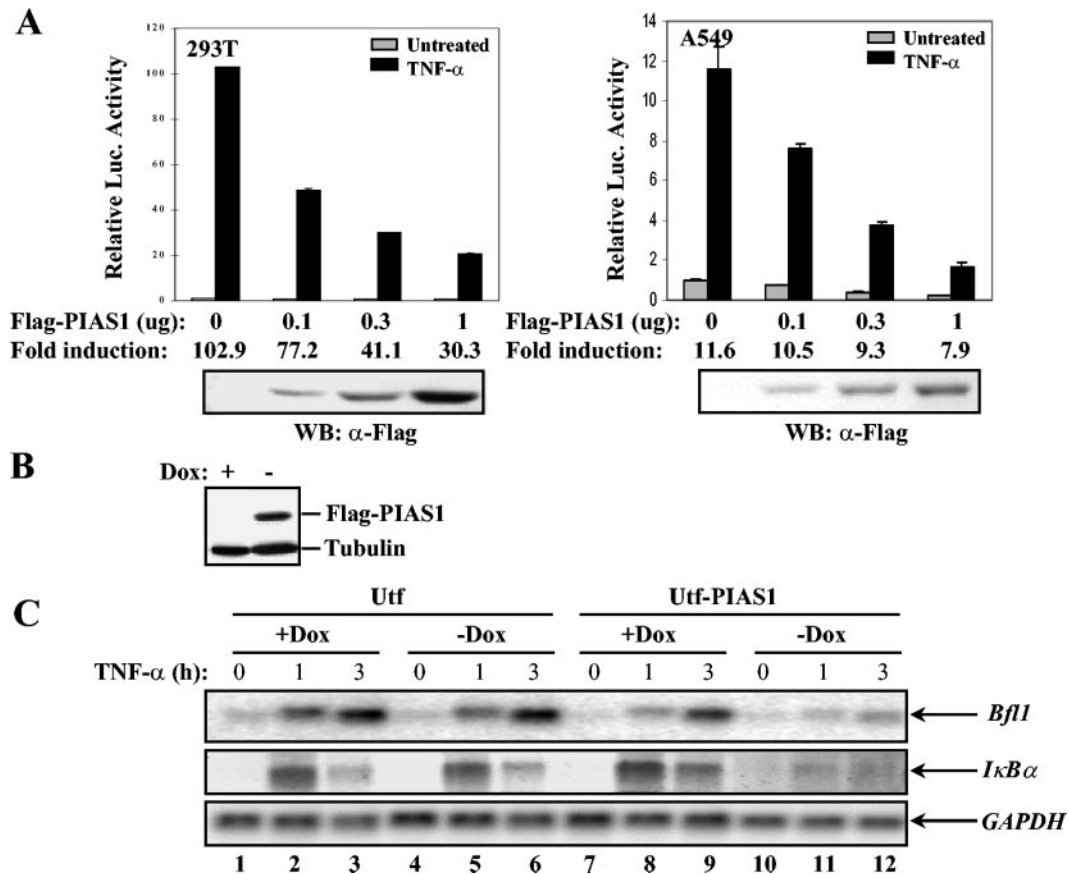 A
293T
Untreated
TNF-α
Relative Luc. Activity
120
100
80
60
40
20
0
Flag-PIAS1 (ug): 0 0.1 0.3 1
Fold induction: 102.9 77.2 41.1 30.3
WB: α-Flag
A549
Untreated
TNF-α
Relative Luc. Activity
14
12
10
8
6
4
2
0
Flag-PIAS1 (ug): 0 0.1 0.3 1
Fold induction: 11.6 10.5 9.3 7.9
WB: α-Flag
B
Dox: + -
Flag-PIAS1
Tubulin
C
Utf Utf-PIAS1
+Dox -Dox +Dox -Dox
TNF-α (h): 0 1 3 0 1 3 0 1 3 0 1 3
Bfl1
IκBα
GAPDH
1 2 3 4 5 6 7 8 9 10 11 12